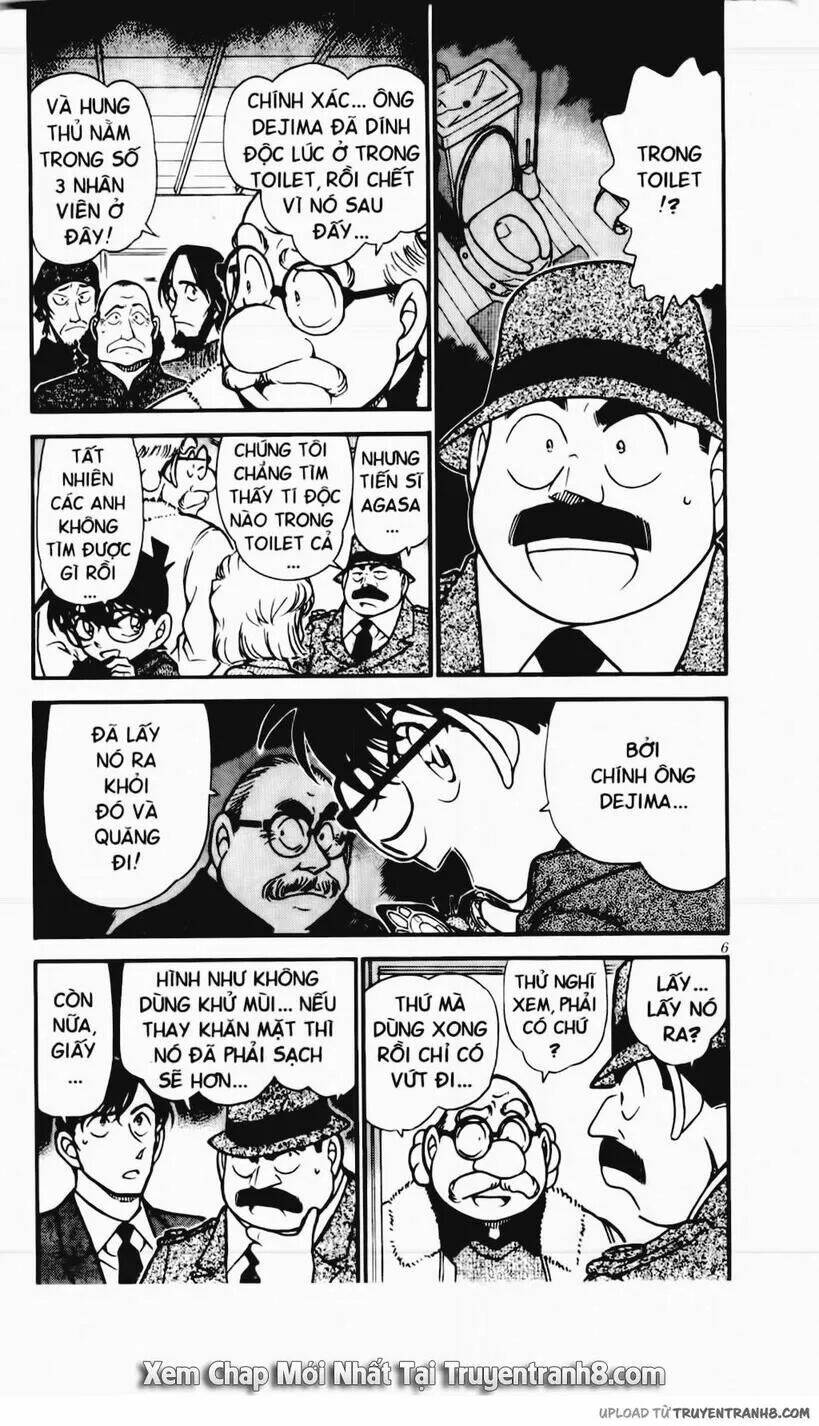 TRONG
TOILET
!?
CHÍNH XÁC... ÔNG
DEJIMA ĐÃ DÍNH
ĐỘC LÚC Ở TRONG
TOILET, RỒI CHẾT
VÌ NÓ SAU
ĐẤY...
VÀ HUNG
THỦ NẰM
TRONG SỐ
3 NHÂN
VIÊN Ở
ĐÂY!
NHƯNG
TIẾN SĨ
AGASA
...
CHÚNG TÔI
CHẲNG TÌM
THẤY TÍ ĐỘC
NÀO TRONG
TOILET CẢ
...
TẤT
NHIÊN
CÁC ANH
KHÔNG
TÌM ĐƯỢC
GÌ RỒI
...
BỞI
CHÍNH ÔNG
DEJIMA...
ĐÃ LẤY
NÓ RA
KHỎI
ĐÓ VÀ
QUĂNG
ĐI!
6
LẤY...
LẤY NÓ
RA?
THỬ NGHĨ
XEM, PHẢI
CÓ CHỨ
?
THỨ MÀ
DÙNG XONG
RỒI CHỈ CÓ
VỨT ĐI...
HÌNH NHƯ KHÔNG
DÙNG KHỬ MÙI... NẾU
THAY KHĂN MẶT THÌ
NÓ ĐÃ PHẢI SẠCH
SẼ HƠN...
CÒN
NỮA,
GIẤY
...
Xem Chap Mới Nhất Tại Truyentranh8.com
UPLOAD TỪ TRUYENTRANH8.COM